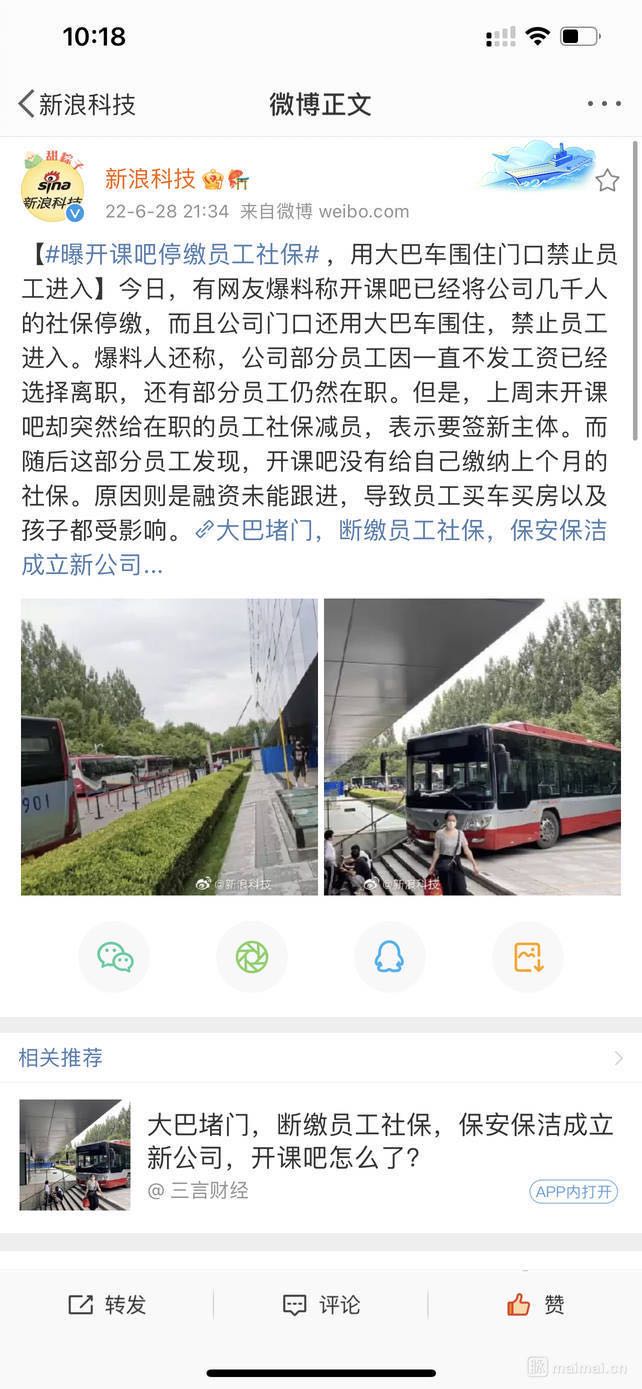 10:18
新浪科技
微博正文
甜粽子
sina
新浪科技
新浪科技
22-6-28 21:34 来自微博 weibo.com
【#曝开课吧停缴员工社保#，用大巴车围住门口禁止员
工进入】今日，有网友爆料称开课吧已经将公司几千人
的社保停缴，而且公司门口还用大巴车围住，禁止员工
进入。爆料人还称，公司部分员工因一直不发工资已经
选择离职，还有部分员工仍然在职。但是，上周末开课
吧却突然给在职的员工社保减员，表示要签新主体。而
随后这部分员工发现，开课吧没有给自己缴纳上个月的
社保。原因则是融资未能跟进，导致员工买车买房以及
孩子都受影响。大巴堵门，断缴员工社保，保安保洁
成立新公司...
901
@新浪科技
@新浪科技
相关推荐
大巴堵门，断缴员工社保，保安保洁成立
新公司，开课吧怎么了？
@ 三言财经
APP内打开
转发
评论
赞
脉 maimai.cn